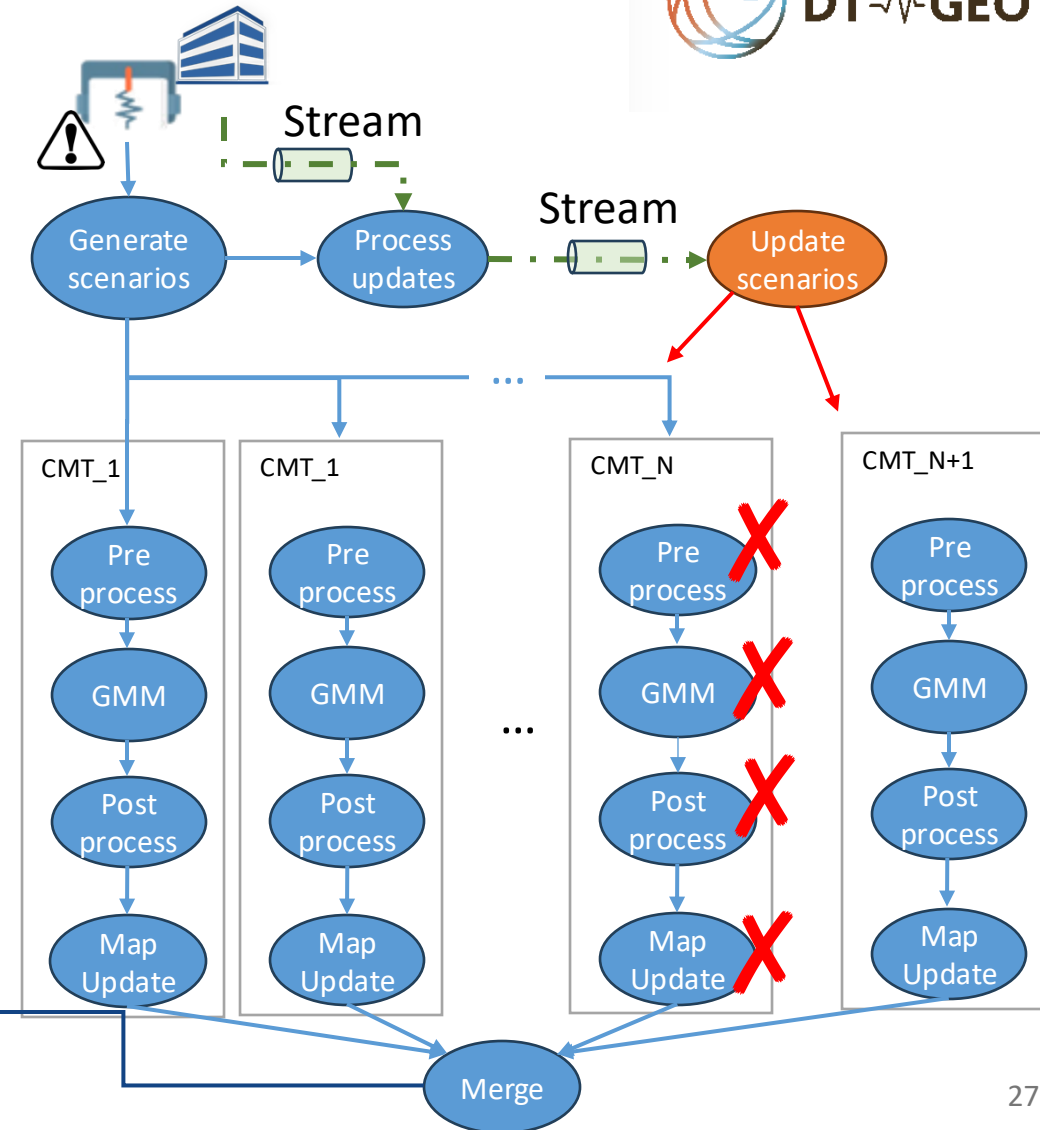 DT GEO
Stream
Stream
Generate
scenarios
Process
updates
Update
scenarios
...
CMT_1
CMT_1
CMT_N
CMT_N+1
Pre
process
Pre
process
Pre
process
Pre
process
GMM
GMM
...
GMM
GMM
Post
process
Post
process
Post
process
Post
process
Map
Update
Map
Update
Map
Update
Map
Update
Merge
27